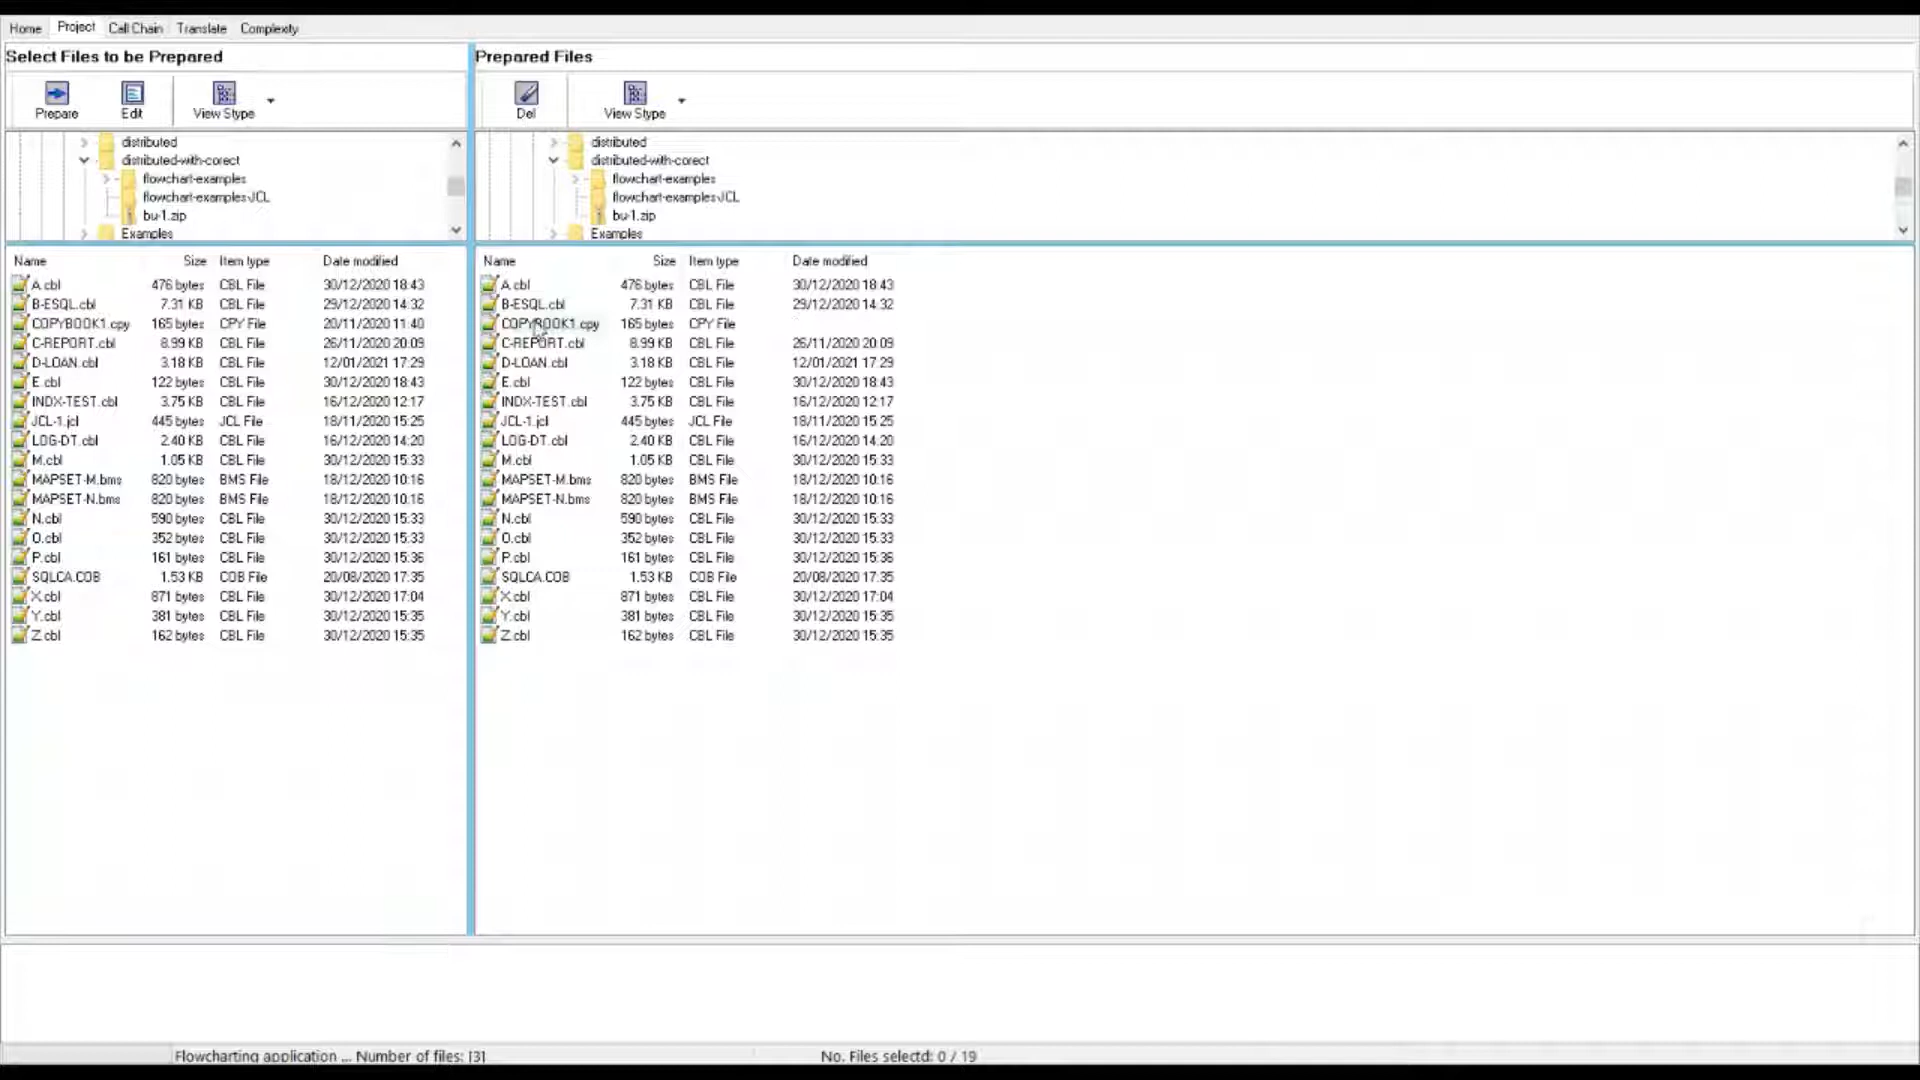 Home Project Call Chain Translate Complexity
Select Files to be Prepared
Prepare Edit View Stype
distributed
distributed-with-corect
flowchart-examples
flowchart-examples-JCL
bu-1.zip
Examples
Name Size Item type Date modified
A.cbl 476 bytes CBL File 30/12/2020 18:43
B-ESQL.cbl 7.31 KB CBL File 29/12/2020 14:32
COPYBOOK1.cpy 165 bytes CPY File 20/11/2020 11:40
C-REPORT.cbl 8.99 KB CBL File 26/11/2020 20:09
D-LOAN.cbl 3.18 KB CBL File 12/01/2021 17:29
E.cbl 122 bytes CBL File 30/12/2020 18:43
INDX-TEST.cbl 3.75 KB CBL File 16/12/2020 12:17
JCL-1.jcl 445 bytes JCL File 18/11/2020 15:25
LOG-DT.cbl 2.40 KB CBL File 16/12/2020 14:20
M.cbl 1.05 KB CBL File 30/12/2020 15:33
MAPSET-M.bms 820 bytes BMS File 18/12/2020 10:16
MAPSET-N.bms 820 bytes BMS File 18/12/2020 10:16
N.cbl 590 bytes CBL File 30/12/2020 15:33
O.cbl 352 bytes CBL File 30/12/2020 15:33
P.cbl 161 bytes CBL File 30/12/2020 15:36
SQLCA.COB 1.53 KB COB File 20/08/2020 17:35
X.cbl 871 bytes CBL File 30/12/2020 17:04
Y.cbl 381 bytes CBL File 30/12/2020 15:35
Z.cbl 162 bytes CBL File 30/12/2020 15:35
Prepared Files
Del View Stype
distributed
distributed-with-corect
flowchart-examples
flowchart-examples-JCL
bu-1.zip
Examples
Name Size Item type Date modified
A.cbl 476 bytes CBL File 30/12/2020 18:43
B-ESQL.cbl 7.31 KB CBL File 29/12/2020 14:32
COPYBOOK1.cpy 165 bytes CPY File
C-REPORT.cbl 8.99 KB CBL File 26/11/2020 20:09
D-LOAN.cbl 3.18 KB CBL File 12/01/2021 17:29
E.cbl 122 bytes CBL File 30/12/2020 18:43
INDX-TEST.cbl 3.75 KB CBL File 16/12/2020 12:17
JCL-1.jcl 445 bytes JCL File 18/11/2020 15:25
LOG-DT.cbl 2.40 KB CBL File 16/12/2020 14:20
M.cbl 1.05 KB CBL File 30/12/2020 15:33
MAPSET-M.bms 820 bytes BMS File 18/12/2020 10:16
MAPSET-N.bms 820 bytes BMS File 18/12/2020 10:16
N.cbl 590 bytes CBL File 30/12/2020 15:33
O.cbl 352 bytes CBL File 30/12/2020 15:33
P.cbl 161 bytes CBL File 30/12/2020 15:36
SQLCA.COB 1.53 KB COB File 20/08/2020 17:35
X.cbl 871 bytes CBL File 30/12/2020 17:04
Y.cbl 381 bytes CBL File 30/12/2020 15:35
Z.cbl 162 bytes CBL File 30/12/2020 15:35
Flowcharting application ... Number of files: [3] No. Files selectd: 0 / 19